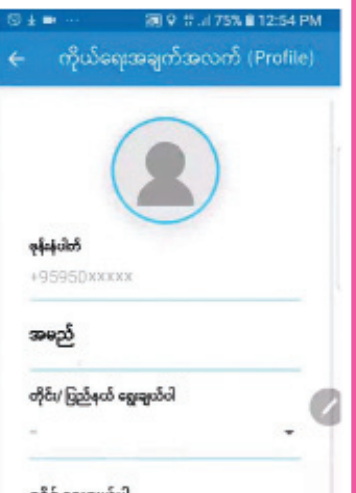 75% 12:54 PM
← ကိုယ်ရေးအချက်အလက် (Profile)
ဖုန်းနံပါတ်
+9595Dxxxxx
အမည်
တိုင်း/ ပြည်နယ် ရွေးချယ်ပါ
-